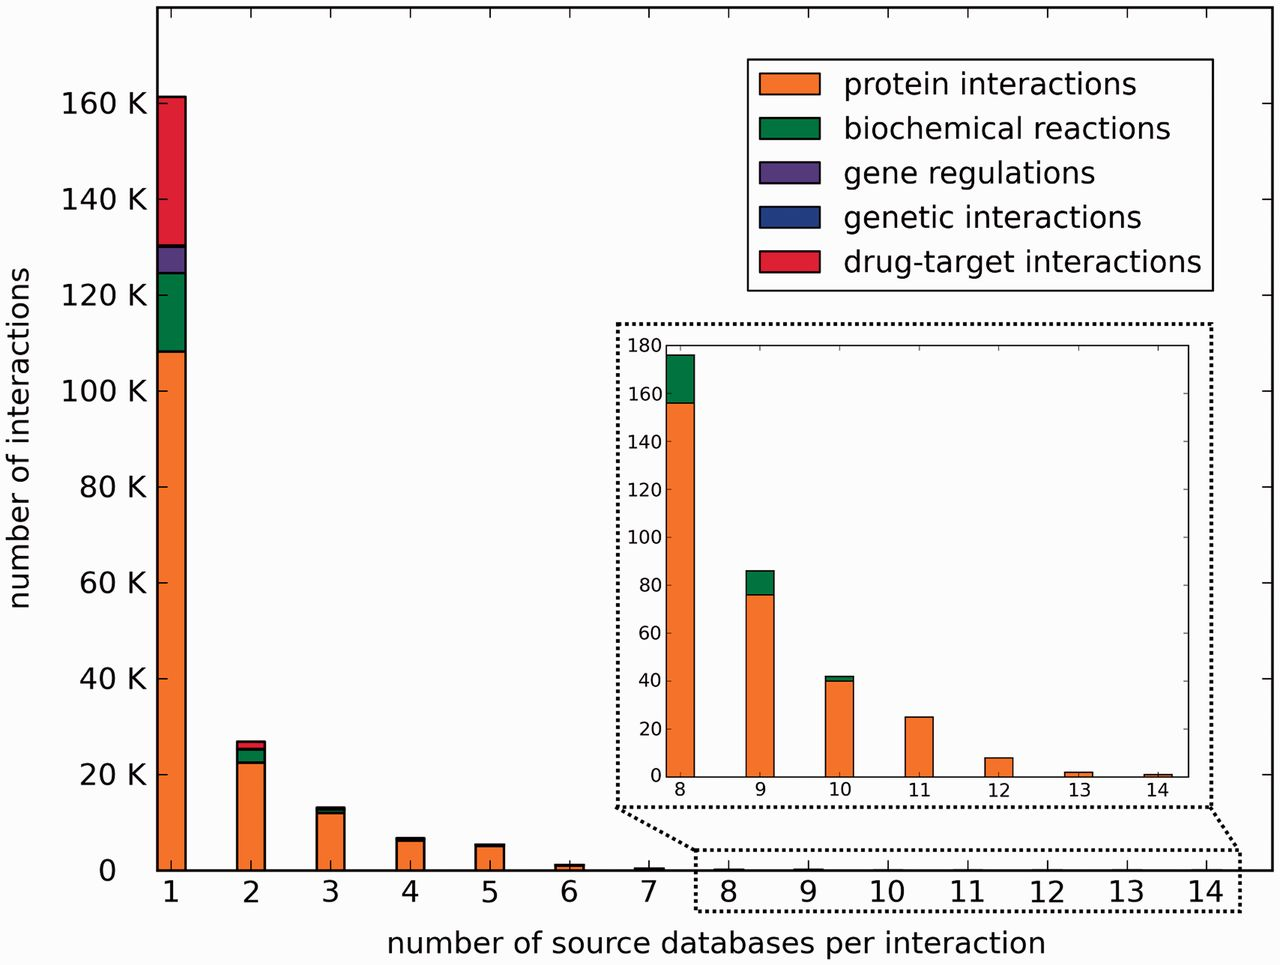 160 K
140 K
120 K
100 K
80 K
60 K
40 K
20 K
0
number of interactions
protein interactions
biochemical reactions
gene regulations
genetic interactions
drug-target interactions
180
160
140
120
100
80
60
40
20
0
8 9 10 11 12 13 14
1 2 3 4 5 6 7 8 9 10 11 12 13 14
number of source databases per interaction